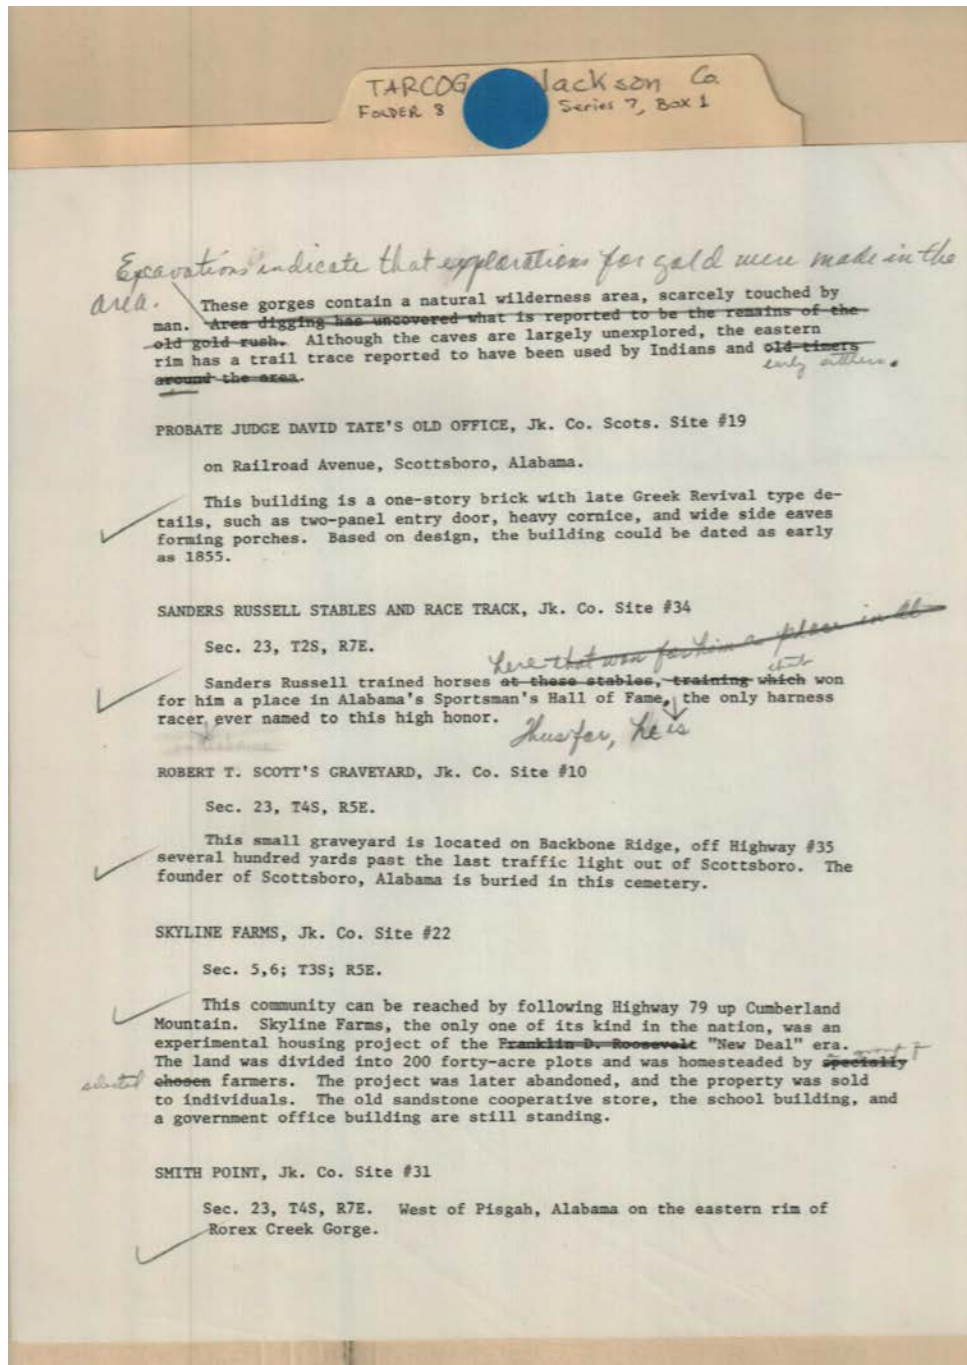 TARCOG Jackson Co.
FOLDER 8 Series 7, Box 1
Excavations indicate that explorations for gold were made in the
area.
These gorges contain a natural wilderness area, scarcely touched by
man. Area digging has uncovered what is reported to be the remains of the
old gold rush. Although the caves are largely unexplored, the eastern
rim has a trail trace reported to have been used by Indians and old timers
early settlers.
around the area.
PROBATE JUDGE DAVID TATE'S OLD OFFICE, Jk. Co. Scots. Site #19
on Railroad Avenue, Scottsboro, Alabama.
This building is a one-story brick with late Greek Revival type de-
tails, such as two-panel entry door, heavy cornice, and wide side eaves
forming porches. Based on design, the building could be dated as early
as 1855.
SANDERS RUSSELL STABLES AND RACE TRACK, Jk. Co. Site #34
Sec. 23, T2S, R7E.
here that won for him a place in
that
Sanders Russell trained horses at these stables, training which won
for him a place in Alabama's Sportsman's Hall of Fame, the only harness
racer ever named to this high honor.
Thus far, he is
ROBERT T. SCOTT'S GRAVEYARD, Jk. Co. Site #10
Sec. 23, T4S, R5E.
This small graveyard is located on Backbone Ridge, off Highway #35
several hundred yards past the last traffic light out of Scottsboro. The
founder of Scottsboro, Alabama is buried in this cemetery.
SKYLINE FARMS, Jk. Co. Site #22
Sec. 5,6; T3S; R5E.
This community can be reached by following Highway 79 up Cumberland
Mountain. Skyline Farms, the only one of its kind in the nation, was an
experimental housing project of the Franklin D. Roosevelt "New Deal" era.
The land was divided into 200 forty-acre plots and was homesteaded by specially
selected chosen farmers. The project was later abandoned, and the property was sold
to individuals. The old sandstone cooperative store, the school building, and
a government office building are still standing.
SMITH POINT, Jk. Co. Site #31
Sec. 23, T4S, R7E. West of Pisgah, Alabama on the eastern rim of
Rorex Creek Gorge.